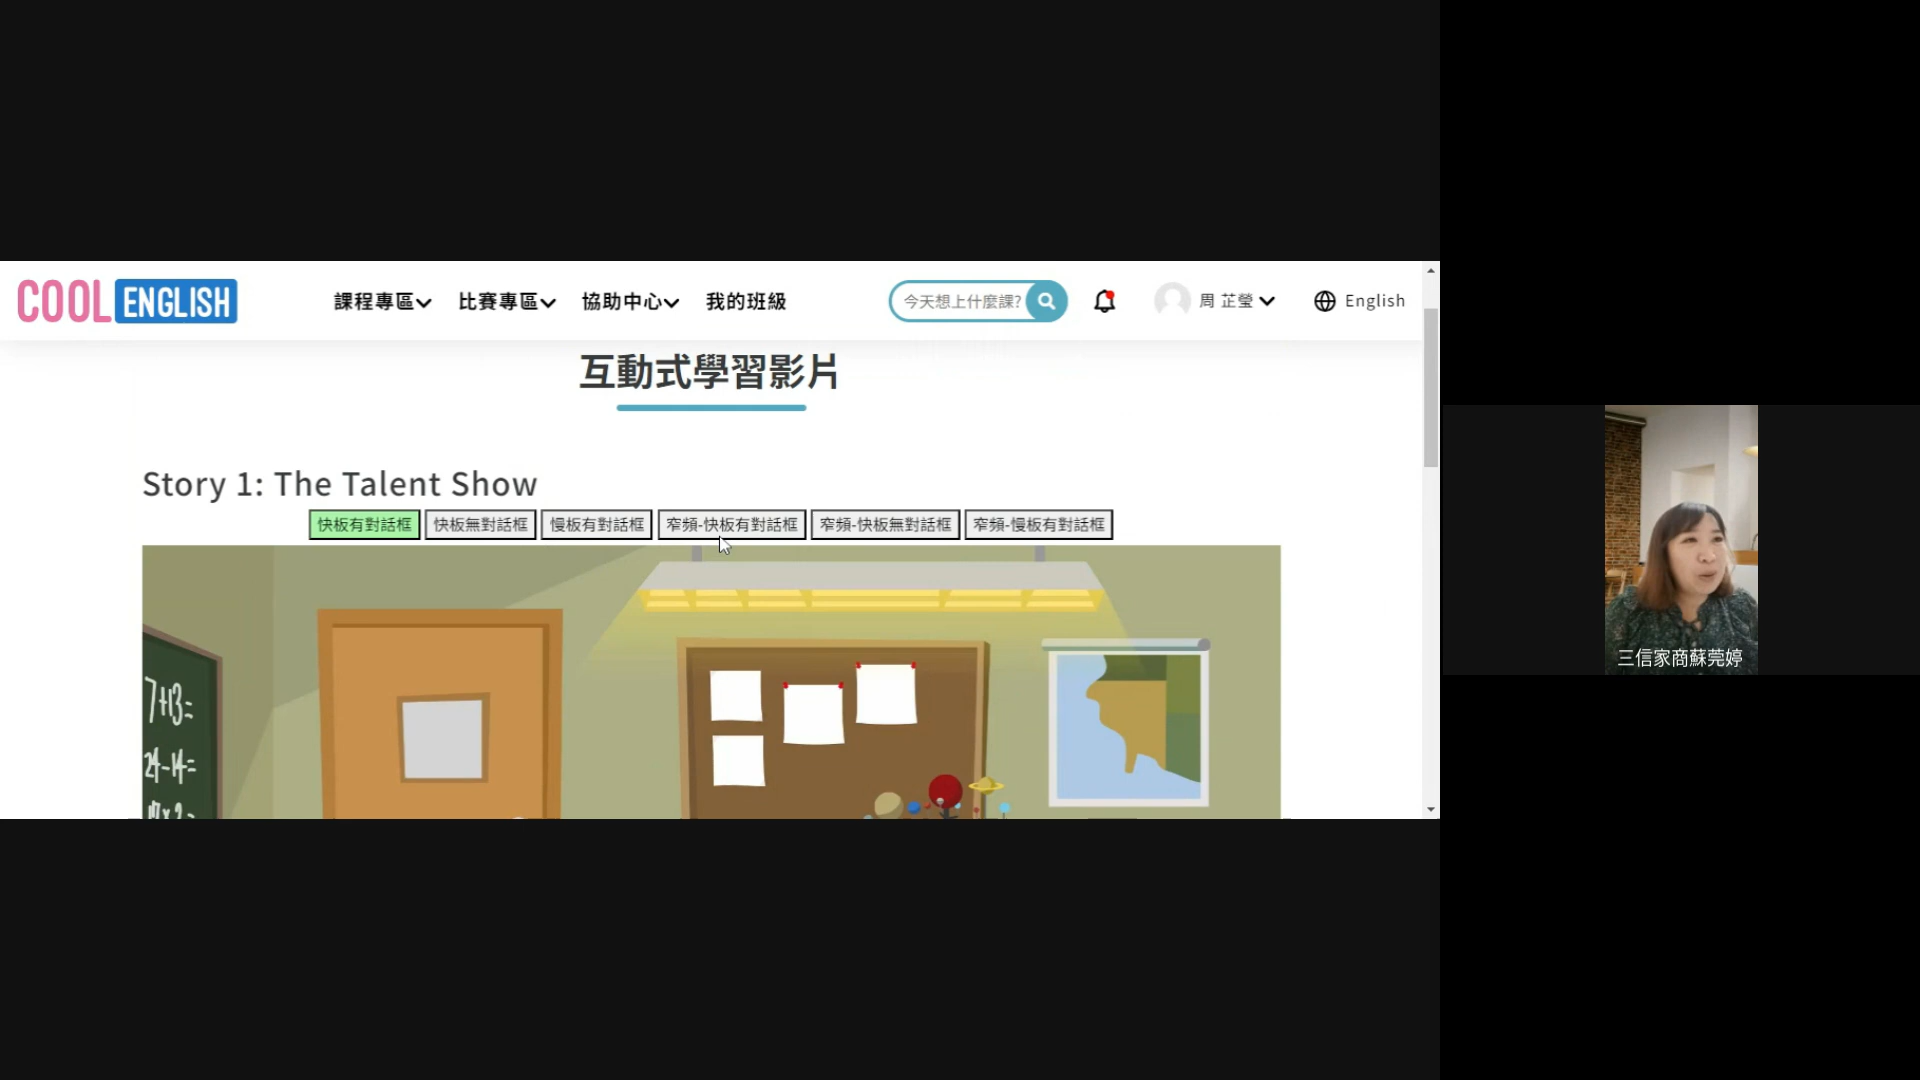 COOL ENGLISH
課程專區
比賽專區
協助中心
我的班級
今天想上什麼課?
周 芷瑩
English
互動式學習影片
Story 1: The Talent Show
快板有對話框
快板無對話框
慢板有對話框
窄頻-快板有對話框
窄頻-快板無對話框
窄頻-慢板有對話框
7+13=
24-14=
三信家商蘇莞婷